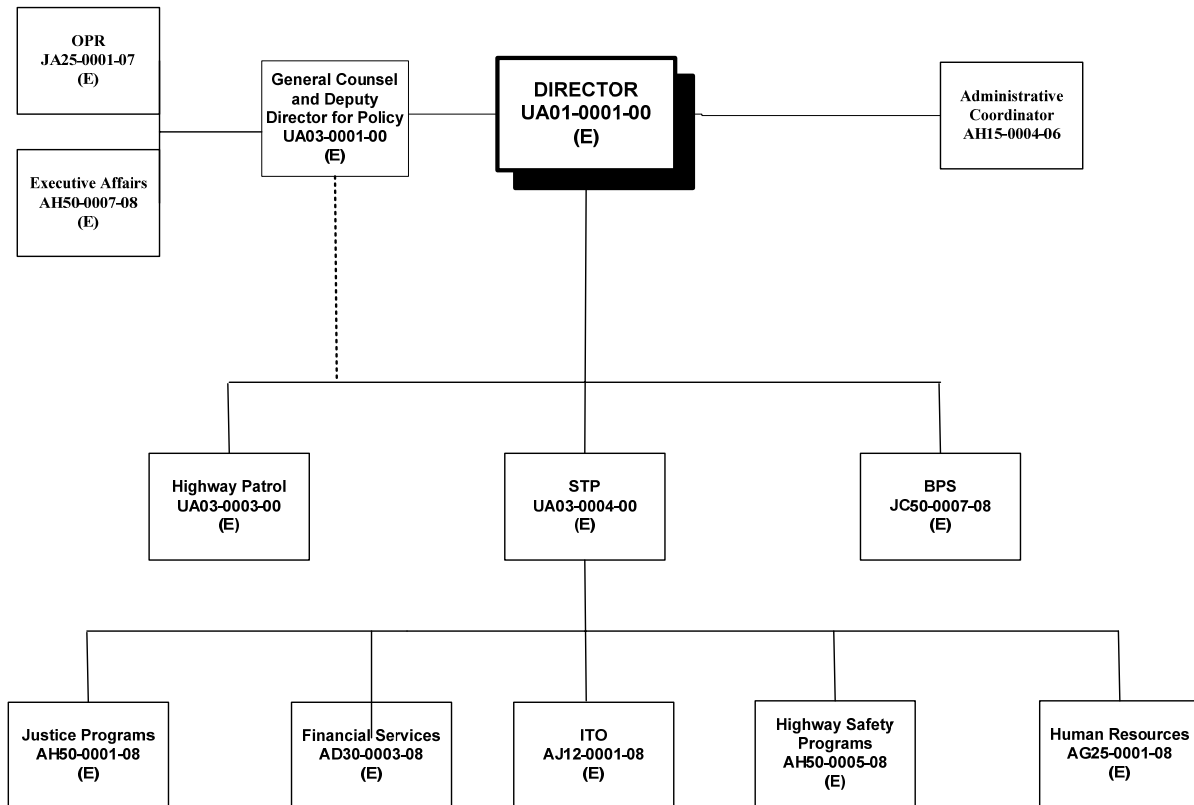 OPR
JA25-0001-07
(E)
General Counsel
and Deputy
Director for Policy
UA03-0001-00
(E)
DIRECTOR
UA01-0001-00
(E)
Administrative
Coordinator
AH15-0004-06
Executive Affairs
AH50-0007-08
(E)
Highway Patrol
UA03-0003-00
(E)
STP
UA03-0004-00
(E)
BPS
JC50-0007-08
(E)
Justice Programs
AH50-0001-08
(E)
Financial Services
AD30-0003-08
(E)
ITO
AJ12-0001-08
(E)
Highway Safety
Programs
AH50-0005-08
(E)
Human Resources
AG25-0001-08
(E)